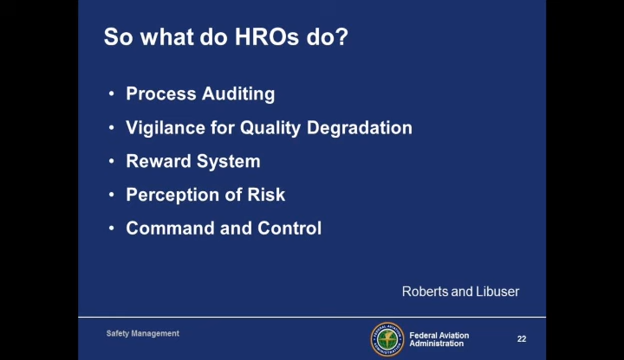 So what do HROs do?
• Process Auditing
• Vigilance for Quality Degradation
• Reward System
• Perception of Risk
• Command and Control
Roberts and Libuser
Safety Management
Federal Aviation
Administration
22